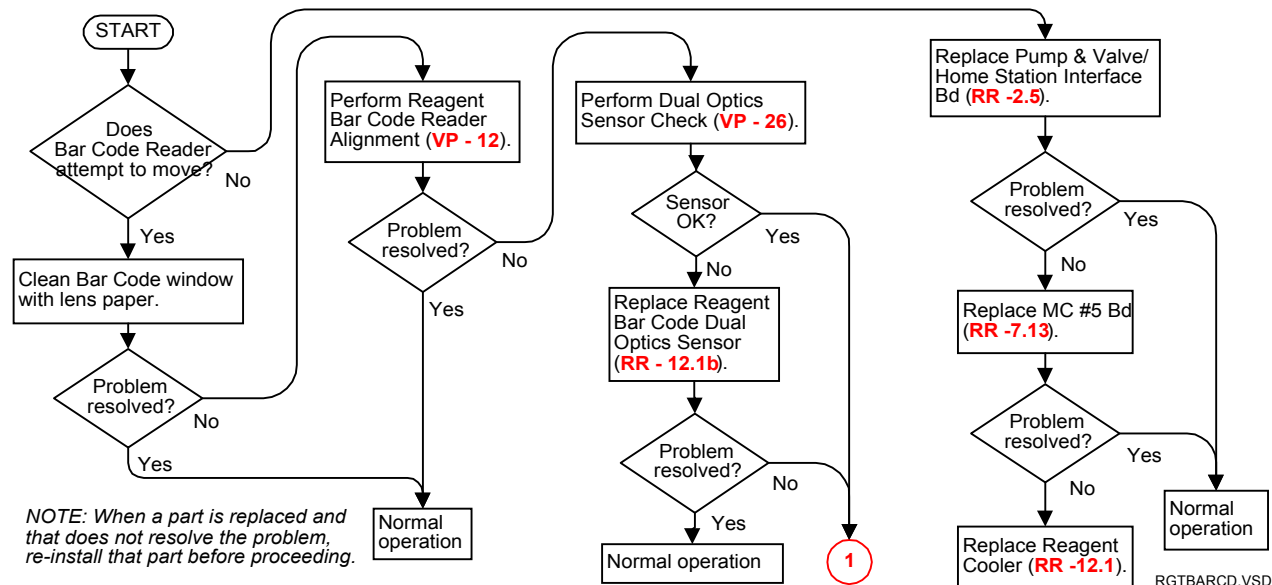 START
Does
Bar Code Reader
attempt to move?
No
Yes
Clean Bar Code window
with lens paper.
Problem
resolved?
No
Yes
NOTE: When a part is replaced and
that does not resolve the problem,
re-install that part before proceeding.
Perform Reagent
Bar Code Reader
Alignment (VP - 12).
Problem
resolved?
No
Yes
Normal
operation
Perform Dual Optics
Sensor Check (VP - 26).
Sensor
OK?
Yes
No
Replace Reagent
Bar Code Dual
Optics Sensor
(RR - 12.1b).
Problem
resolved?
No
Yes
Normal operation
1
Replace Pump & Valve/
Home Station Interface
Bd (RR -2.5).
Problem
resolved?
Yes
No
Replace MC #5 Bd
(RR -7.13).
Problem
resolved?
Yes
No
Replace Reagent
Cooler (RR -12.1).
Normal
operation
RGTBARCD.VSD